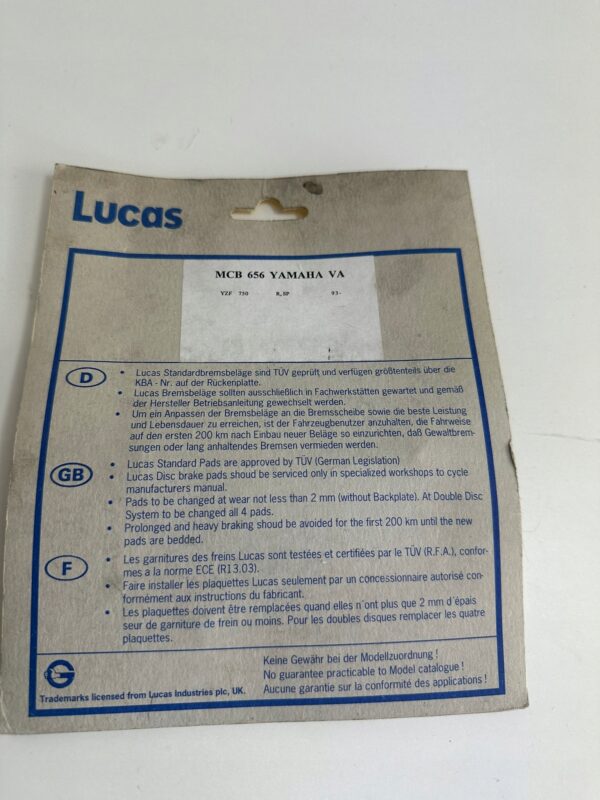 Lucas
MCB 656 YAMAHA VA
YZF 750 R,SP 93-
D
• Lucas Standardbremsbeläge sind TÜV geprüft und verfügen größtenteils über die
KBA - Nr. auf der Rückenplatte.
• Lucas Bremsbeläge sollten ausschließlich in Fachwerkstätten gewartet und gemäß
der Hersteller Betriebsanleitung gewechselt werden.
• Um ein Anpassen der Bremsbeläge an die Bremsscheibe sowie die beste Leistung
und Lebensdauer zu erreichen, ist der Fahrzeugbenutzer anzuhalten, die Fahrweise
auf den ersten 200 km nach Einbau neuer Beläge so einzurichten, daß Gewaltbrem-
sungen oder lang anhaltendes Bremsen vermieden werden.
GB
• Lucas Standard Pads are approved by TÜV (German Legislation)
• Lucas Disc brake pads shoud be serviced only in specialized workshops to cycle
manufacturers manual.
• Pads to be changed at wear not less than 2 mm (without Backplate). At Double Disc
System to be changed all 4 pads.
• Prolonged and heavy braking shoud be avoided for the first 200 km until the new
pads are bedded.
F
• Les garnitures des freins Lucas sont testées et certifiées par le TÜV (R.F.A.), confor-
mes a la norme ECE (R13.03).
• Faire installer les plaquettes Lucas seulement par un concessionnaire autorisé con-
formément aux instructions du fabricant.
• Les plaquettes doivent être remplacées quand elles n´ont plus que 2 mm d´épais
seur de garniture de frein ou moins. Pour les doubles disques remplacer les quatre
plaquettes.
Trademarks licensed from Lucas Industries plc, UK.
Keine Gewähr bei der Modellzuordnung !
No guarantee practicable to Model catalogue !
Aucune garantie sur la conformité des applications !